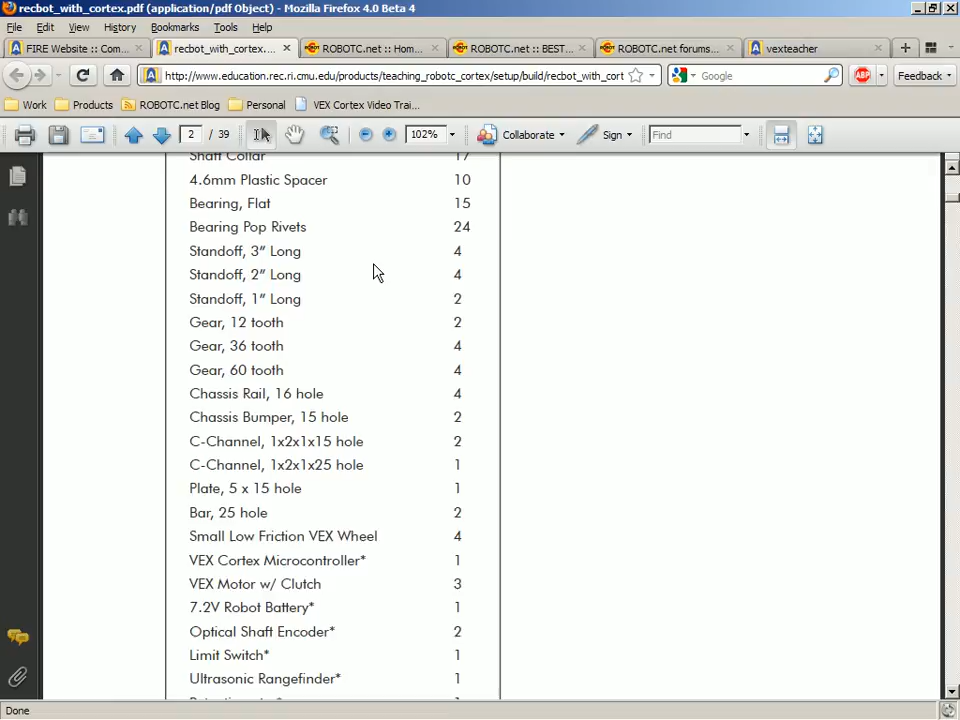 recbot_with_cortex.pdf (application/pdf Object) - Mozilla Firefox 4.0 Beta 4
File Edit View History Bookmarks Tools Help
FIRE Website :: Com... recbot_with_cortex.... ROBOTC.net :: Hom... ROBOTC.net :: BEST... ROBOTC.net forums... vexteacher
http://www.education.rec.ri.cmu.edu/products/teaching_robotc_cortex/setup/build/recbot_with_cort Google ABP Feedback
Work Products ROBOTC.net Blog Personal VEX Cortex Video Trai...
2 / 39 102% Collaborate Sign Find
Shaft Collar 17
4.6mm Plastic Spacer 10
Bearing, Flat 15
Bearing Pop Rivets 24
Standoff, 3” Long 4
Standoff, 2” Long 4
Standoff, 1” Long 2
Gear, 12 tooth 2
Gear, 36 tooth 4
Gear, 60 tooth 4
Chassis Rail, 16 hole 4
Chassis Bumper, 15 hole 2
C-Channel, 1x2x1x15 hole 2
C-Channel, 1x2x1x25 hole 1
Plate, 5 x 15 hole 1
Bar, 25 hole 2
Small Low Friction VEX Wheel 4
VEX Cortex Microcontroller* 1
VEX Motor w/ Clutch 3
7.2V Robot Battery* 1
Optical Shaft Encoder* 2
Limit Switch* 1
Ultrasonic Rangefinder* 1
Done